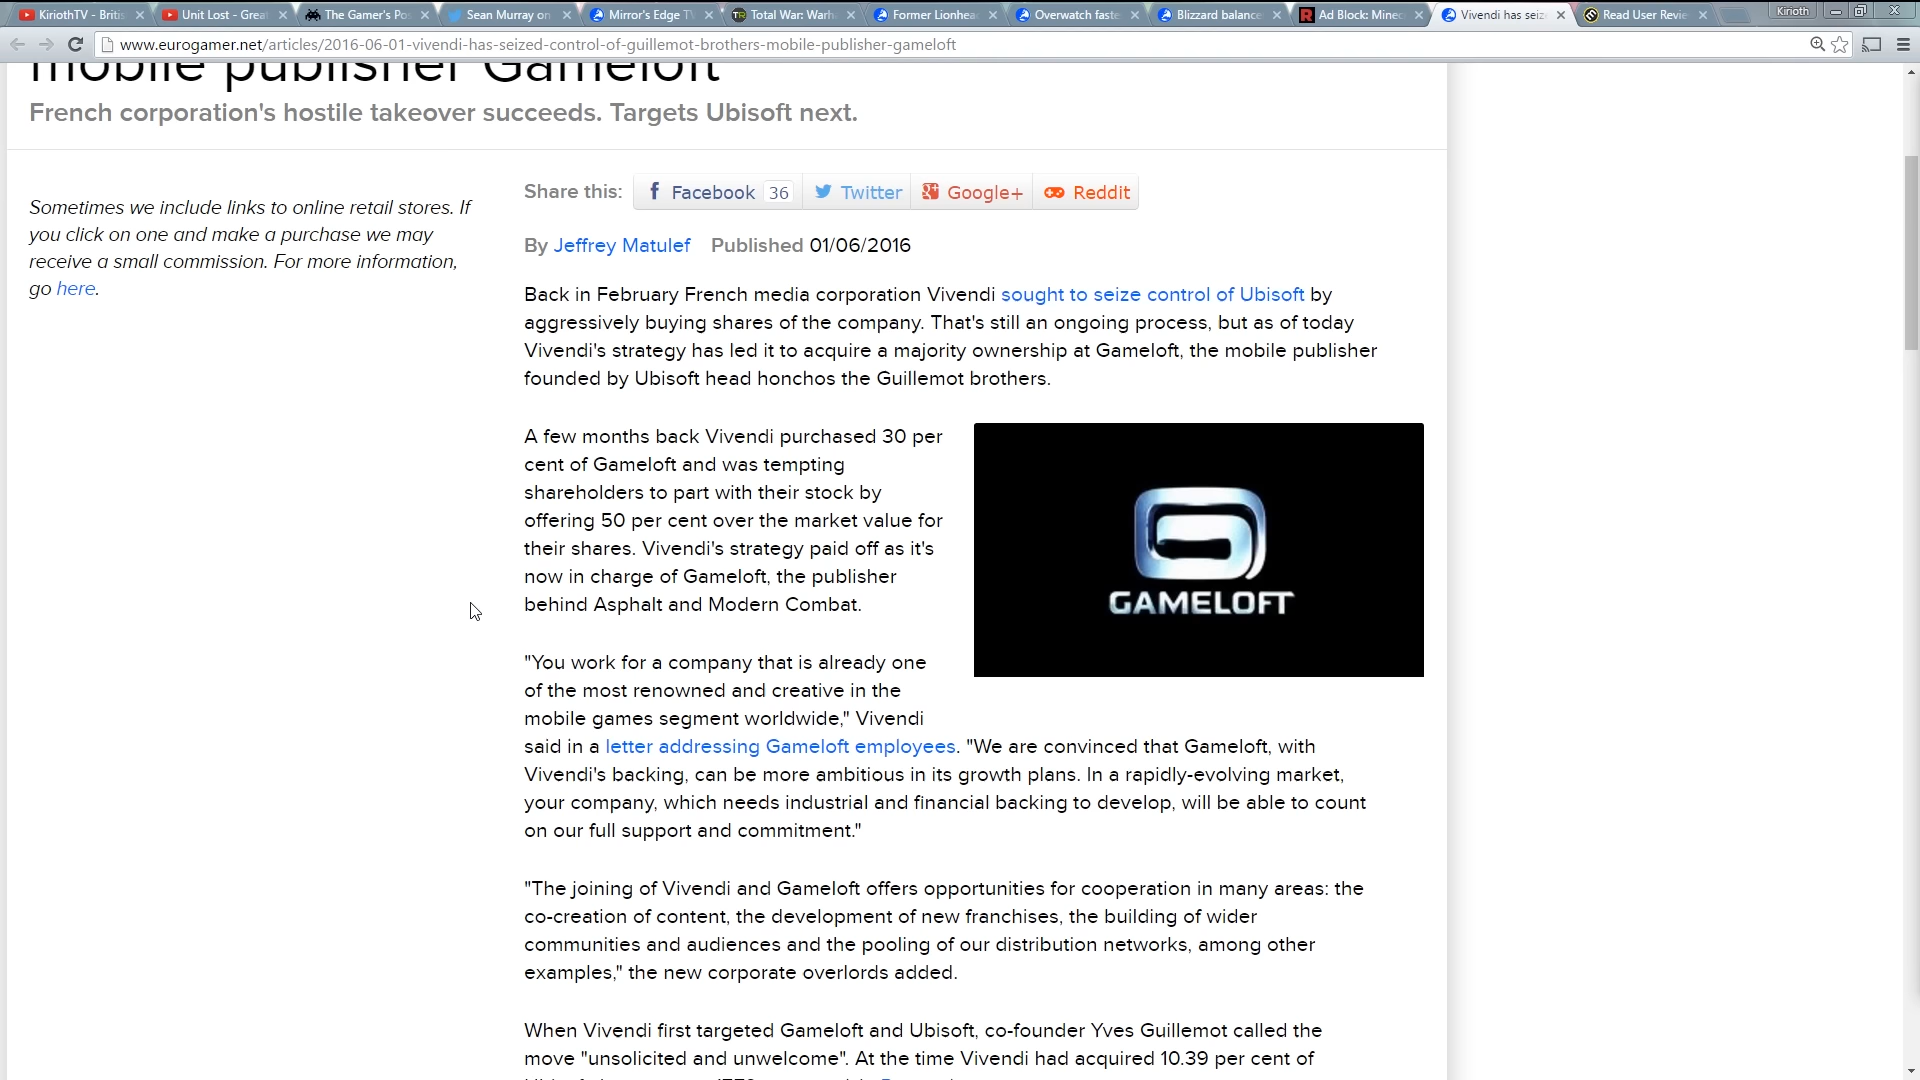 KiriothTV - Britis
Unit Lost - Great
The Gamer's Po
Sean Murray on
Mirror's Edge T
Total War: Warh
Former Lionhea
Overwatch faste
Blizzard balance
Ad Block: Minec
Vivendi has seiz
Read User Revie
Kirioth
www.eurogamer.net/articles/2016-06-01-vivendi-has-seized-control-of-guillemot-brothers-mobile-publisher-gameloft
mobile publisher Gameloft
French corporation's hostile takeover succeeds. Targets Ubisoft next.
Sometimes we include links to online retail stores. If
you click on one and make a purchase we may
receive a small commission. For more information,
go here.
Share this: Facebook 36 Twitter Google+ Reddit
By Jeffrey Matulef Published 01/06/2016
Back in February French media corporation Vivendi sought to seize control of Ubisoft by
aggressively buying shares of the company. That's still an ongoing process, but as of today
Vivendi's strategy has led it to acquire a majority ownership at Gameloft, the mobile publisher
founded by Ubisoft head honchos the Guillemot brothers.
A few months back Vivendi purchased 30 per
cent of Gameloft and was tempting
shareholders to part with their stock by
offering 50 per cent over the market value for
their shares. Vivendi's strategy paid off as it's
now in charge of Gameloft, the publisher
behind Asphalt and Modern Combat.
GAMELOFT
"You work for a company that is already one
of the most renowned and creative in the
mobile games segment worldwide," Vivendi
said in a letter addressing Gameloft employees. "We are convinced that Gameloft, with
Vivendi's backing, can be more ambitious in its growth plans. In a rapidly-evolving market,
your company, which needs industrial and financial backing to develop, will be able to count
on our full support and commitment."
"The joining of Vivendi and Gameloft offers opportunities for cooperation in many areas: the
co-creation of content, the development of new franchises, the building of wider
communities and audiences and the pooling of our distribution networks, among other
examples," the new corporate overlords added.
When Vivendi first targeted Gameloft and Ubisoft, co-founder Yves Guillemot called the
move "unsolicited and unwelcome". At the time Vivendi had acquired 10.39 per cent of